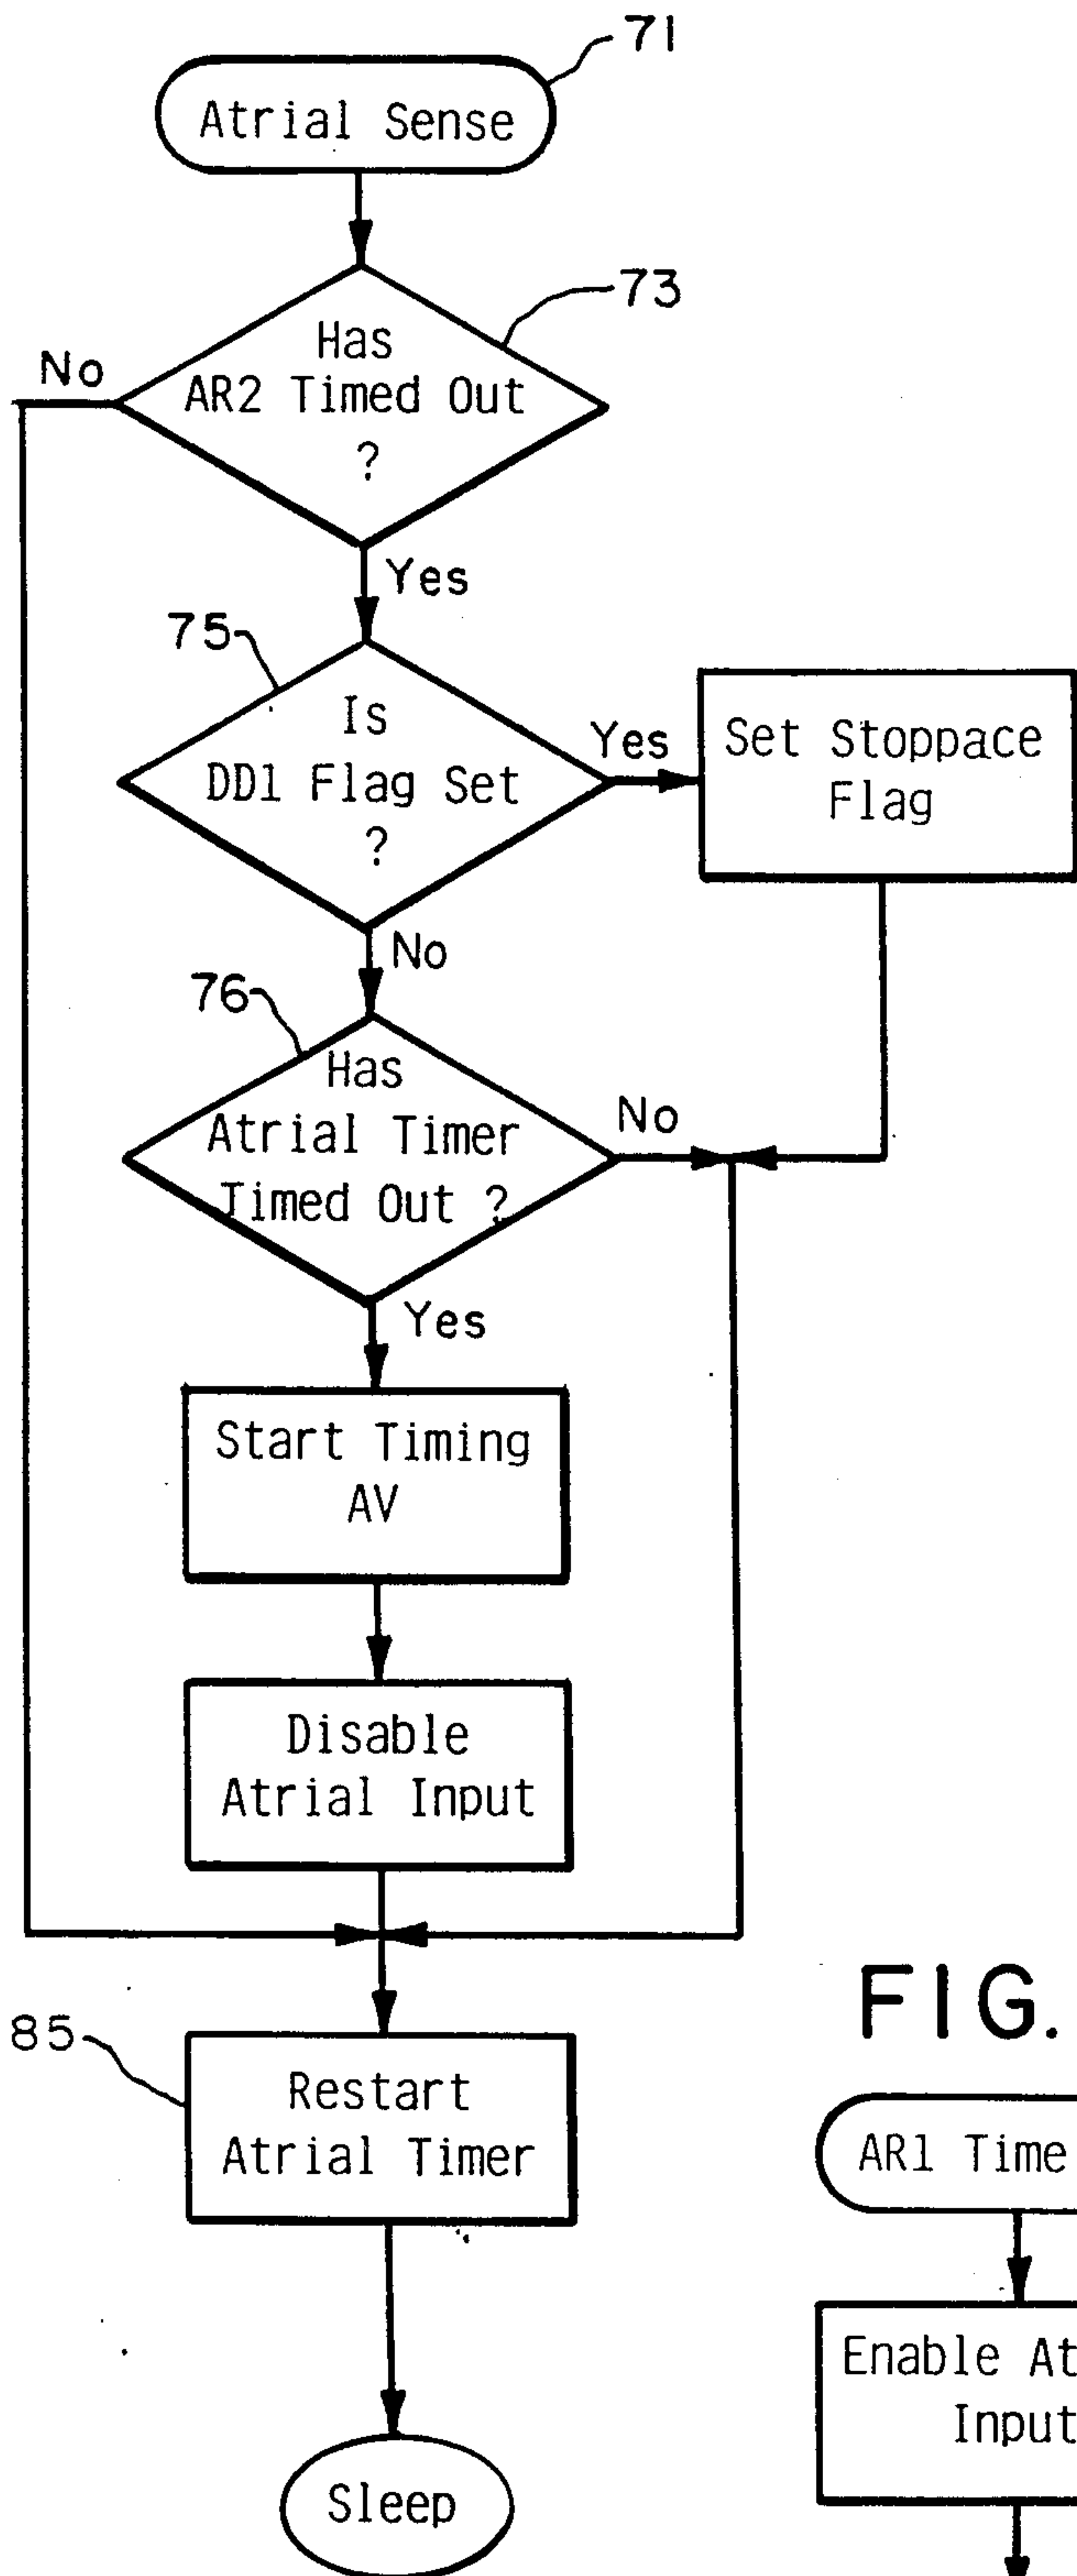 71
Atrial Sense
73
Has
AR2 Timed Out
?
No
Yes
75
Is
DD1 Flag Set
?
Yes
Set Stoppace
Flag
No
76
Has
Atrial Timer
Timed Out ?
No
Yes
Start Timing
AV
Disable
Atrial Input
85
Restart
Atrial Timer
Sleep
FIG.
AR1 Time
Enable At
Input